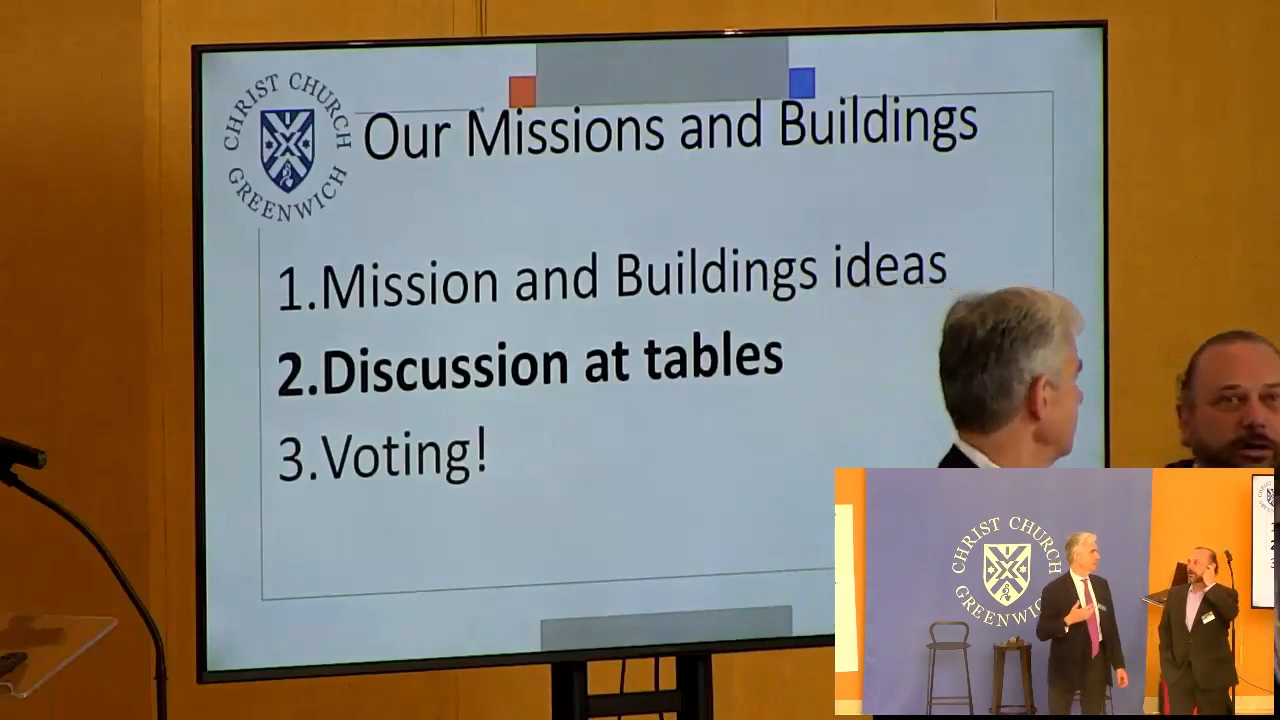 CHRIST CHURCH
GREENWICH
Our Missions and Buildings
1.Mission and Buildings ideas
2.Discussion at tables
3.Voting!
CHRIST CHURCH
GREENWIC